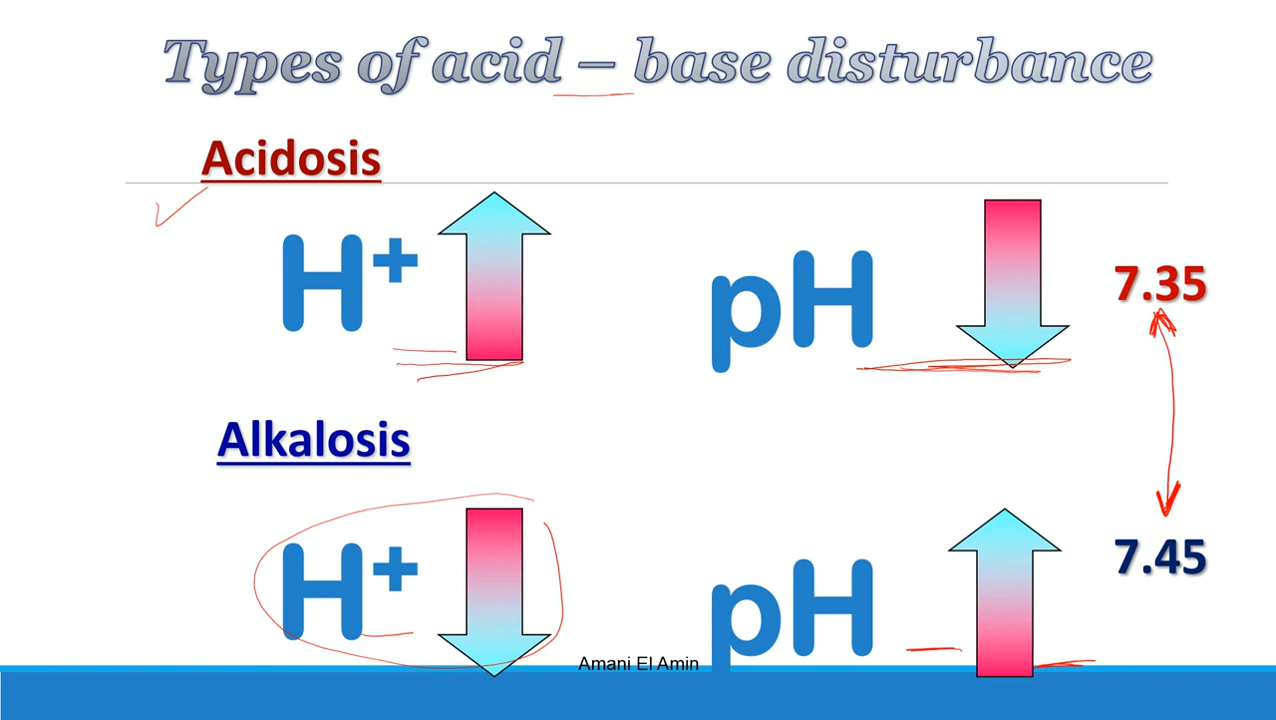 Types of acid – base disturbance
Acidosis
H+
pH
7.35
Alkalosis
H+
pH
7.45
Amani El Amin